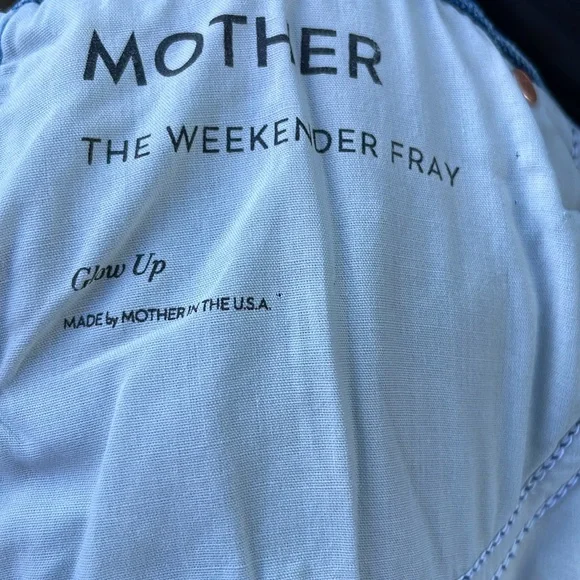 MOTHER
THE WEEKENDER FRAY
Glow Up
MADE by MOTHER IN THE U.S.A.